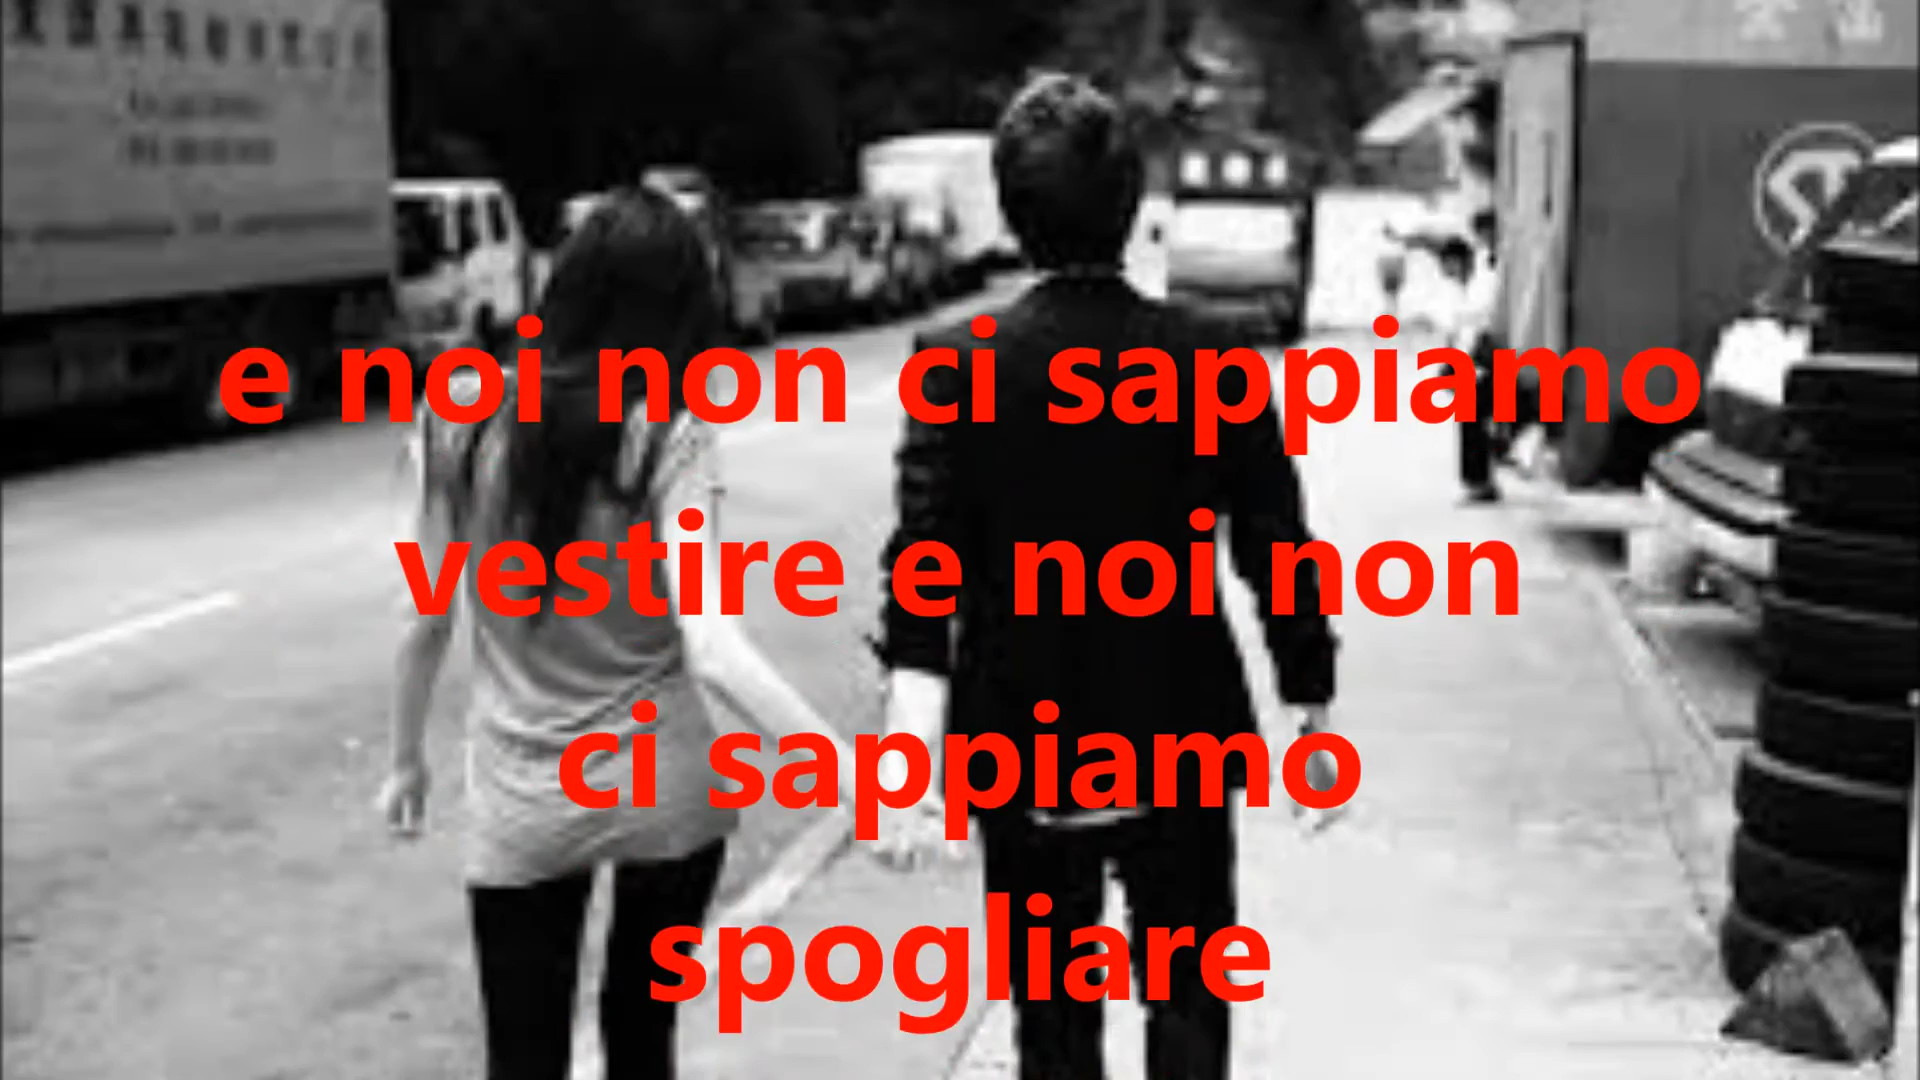 e noi non ci sappiamo
vestire e noi non
ci sappiamo
spogliare